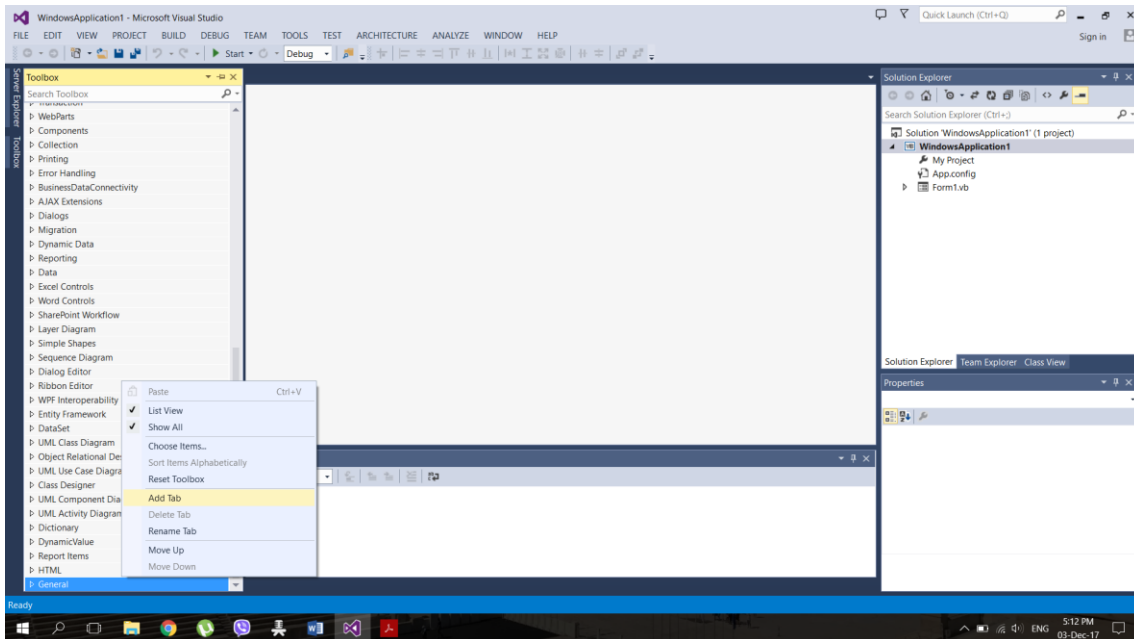 WindowsApplication1 - Microsoft Visual Studio
Quick Launch (Ctrl+Q)
FILE EDIT VIEW PROJECT BUILD DEBUG TEAM TOOLS TEST ARCHITECTURE ANALYZE WINDOW HELP
Sign in
Start
Debug
Server Explorer
Toolbox
Toolbox
Search Toolbox
Transaction
WebParts
Components
Collection
Printing
Error Handling
BusinessDataConnectivity
AJAX Extensions
Dialogs
Migration
Dynamic Data
Reporting
Data
Excel Controls
Word Controls
SharePoint Workflow
Layer Diagram
Simple Shapes
Sequence Diagram
Dialog Editor
Ribbon Editor
WPF Interoperability
Entity Framework
DataSet
UML Class Diagram
Object Relational De
UML Use Case Diagra
Class Designer
UML Component Dia
UML Activity Diagram
Dictionary
DynamicValue
Report Items
HTML
General
Paste Ctrl+V
List View
Show All
Choose Items...
Sort Items Alphabetically
Reset Toolbox
Add Tab
Delete Tab
Rename Tab
Move Up
Move Down
Solution Explorer
Search Solution Explorer (Ctrl+;)
Solution 'WindowsApplication1' (1 project)
WindowsApplication1
My Project
App.config
Form1.vb
Solution Explorer Team Explorer Class View
Properties
Ready
ENG
5:12 PM
03-Dec-17